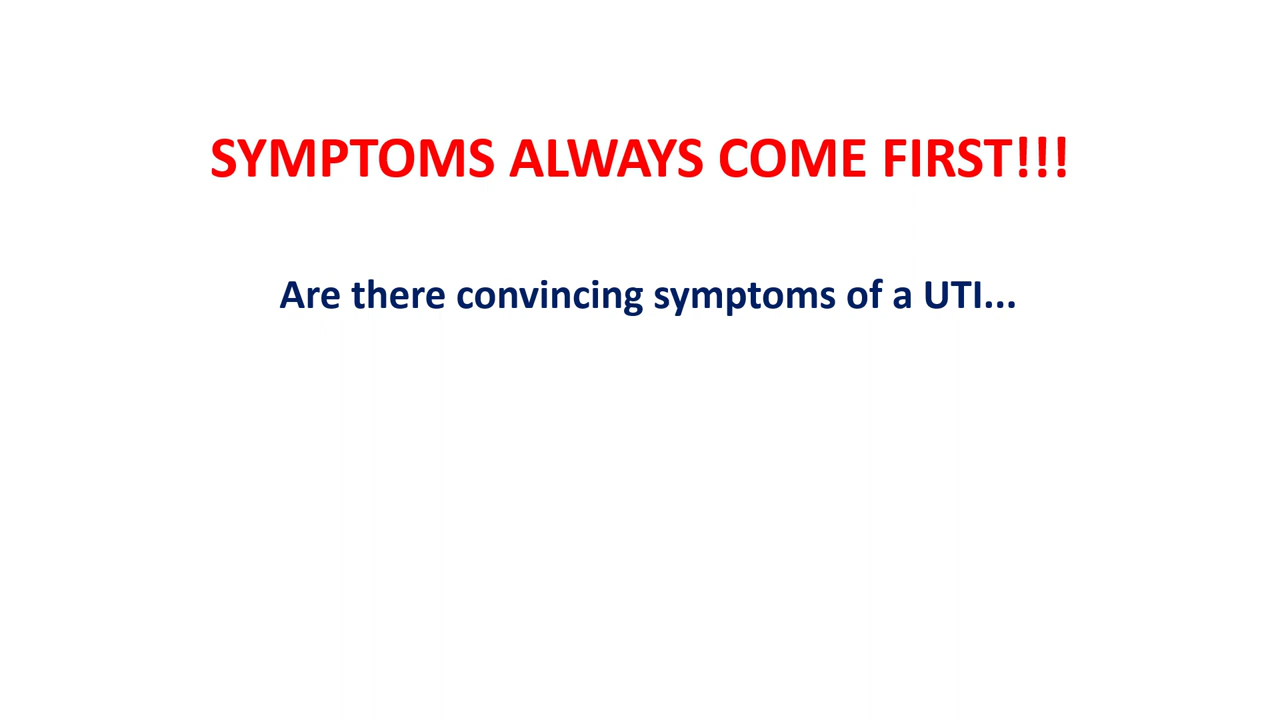 SYMPTOMS ALWAYS COME FIRST!!!
Are there convincing symptoms of a UTI...